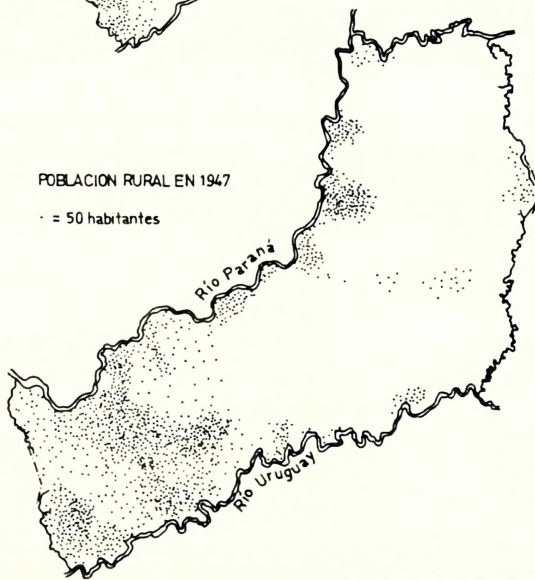 POBLACION RURAL EN 1947
· = 50 habitantes
Río Paraná
Río Uruguay